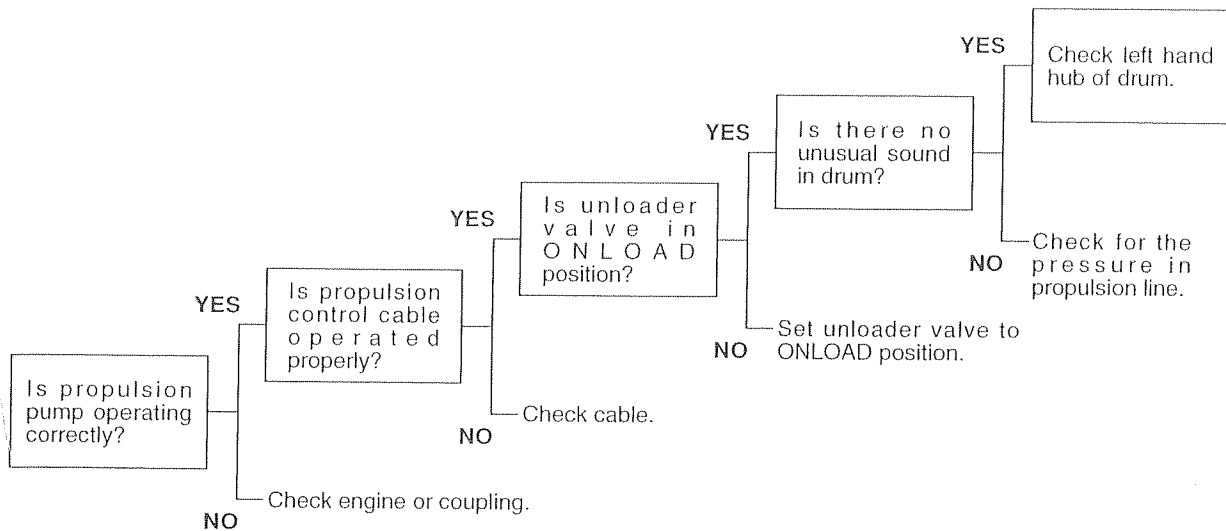 Is propulsion
pump operating
correctly?
YES
NO
Check engine or coupling.
Is propulsion
control cable
operated
properly?
YES
NO
Check cable.
Is unloader
valve in
ONLOAD
position?
YES
NO
Set unloader valve to
ONLOAD position.
Is there no
unusual sound
in drum?
YES
NO
Check for the
pressure in
propulsion line.
Check left hand
hub of drum.